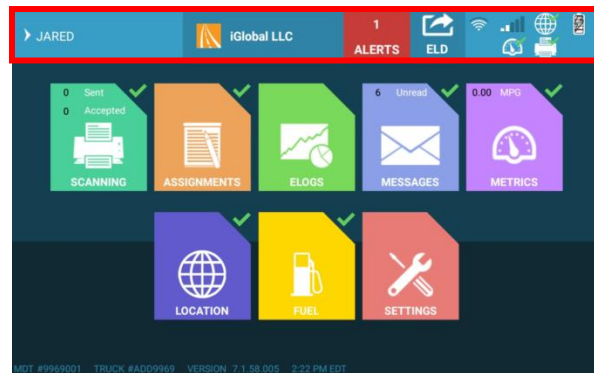 JARED
iGlobal LLC
1
ALERTS
ELD
0 Sent
0 Accepted
SCANNING
ASSIGNMENTS
ELOGS
6 Unread
MESSAGES
0.00 MPG
METRICS
LOCATION
FUEL
SETTINGS
MDT #9969001 TRUCK #ADD9969 VERSION 7.1.58.005 2:22 PM EDT